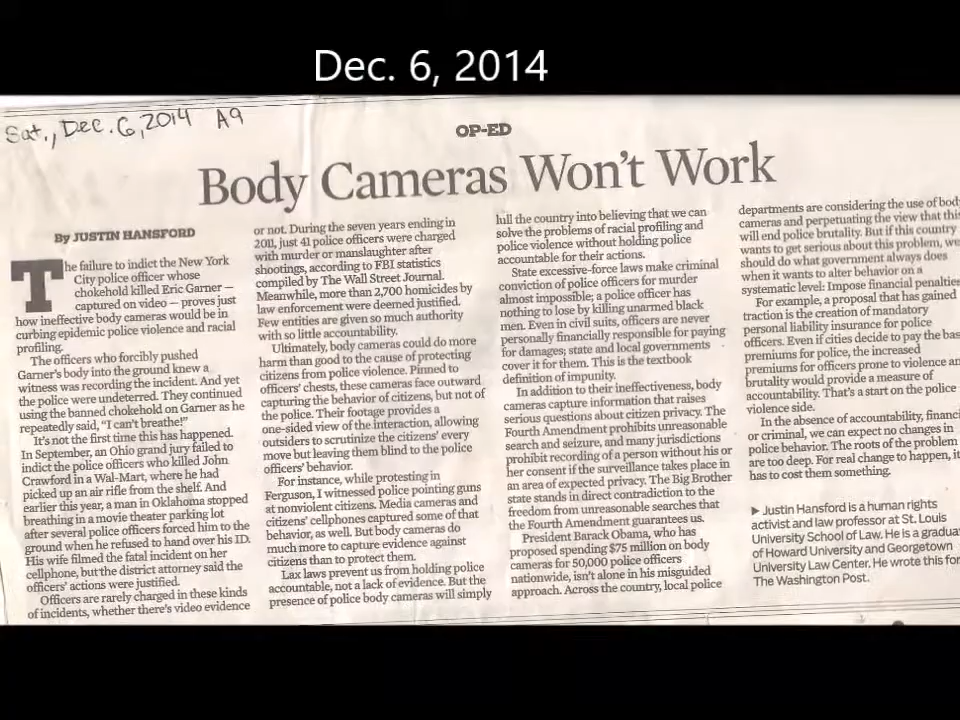 Dec. 6, 2014
Sat., Dec. 6, 2014 A9
OP-ED
Body Cameras Won't Work
By JUSTIN HANSFORD
The failure to indict the New York
City police officer whose
chokehold killed Eric Garner —
captured on video — proves just
how ineffective body cameras would be in
curbing epidemic police violence and racial
profiling.
The officers who forcibly pushed
Garner's body into the ground knew a
witness was recording the incident. And yet
the police were undeterred. They continued
using the banned chokehold on Garner as he
repeatedly said, "I can't breathe!"
It's not the first time this has happened.
In September, an Ohio grand jury failed to
indict the police officers who killed John
Crawford in a Wal-Mart, where he had
picked up an air rifle from the shelf. And
earlier this year, a man in Oklahoma stopped
breathing in a movie theater parking lot
after several police officers forced him to the
ground when he refused to hand over his ID.
His wife filmed the fatal incident on her
cellphone, but the district attorney said the
officers' actions were justified.
Officers are rarely charged in these kinds
of incidents, whether there's video evidence
or not. During the seven years ending in
2011, just 41 police officers were charged
with murder or manslaughter after
shootings, according to FBI statistics
compiled by The Wall Street Journal.
Meanwhile, more than 2,700 homicides by
law enforcement were deemed justified.
Few entities are given so much authority
with so little accountability.
Ultimately, body cameras could do more
harm than good to the cause of protecting
citizens from police violence. Pinned to
officers' chests, these cameras face outward
capturing the behavior of citizens, but not of
the police. Their footage provides a
one-sided view of the interaction, allowing
outsiders to scrutinize the citizens' every
move but leaving them blind to the police
officers' behavior.
For instance, while protesting in
Ferguson, I witnessed police pointing guns
at nonviolent citizens. Media cameras and
citizens' cellphones captured some of that
behavior, as well. But body cameras do
much more to capture evidence against
citizens than to protect them.
Lax laws prevent us from holding police
accountable, not a lack of evidence. But the
presence of police body cameras will simply
lull the country into believing that we can
solve the problems of racial profiling and
police violence without holding police
accountable for their actions.
State excessive-force laws make criminal
conviction of police officers for murder
almost impossible; a police officer has
nothing to lose by killing unarmed black
men. Even in civil suits, officers are never
personally financially responsible for paying
for damages; state and local governments
cover it for them. This is the textbook
definition of impunity.
In addition to their ineffectiveness, body
cameras capture information that raises
serious questions about citizen privacy. The
Fourth Amendment prohibits unreasonable
search and seizure, and many jurisdictions
prohibit recording of a person without his or
her consent if the surveillance takes place in
an area of expected privacy. The Big Brother
state stands in direct contradiction to the
freedom from unreasonable searches that
the Fourth Amendment guarantees us.
President Barack Obama, who has
proposed spending $75 million on body
cameras for 50,000 police officers
nationwide, isn't alone in his misguided
approach. Across the country, local police
departments are considering the use of body
cameras and perpetuating the view that this
will end police brutality. But if this country
wants to get serious about this problem, we
should do what government always does
when it wants to alter behavior on a
systematic level: Impose financial penalties
For example, a proposal that has gained
traction is the creation of mandatory
personal liability insurance for police
officers. Even if cities decide to pay the bas
premiums for police, the increased
premiums for officers prone to violence an
brutality would provide a measure of
accountability. That's a start on the police
violence side.
In the absence of accountability, financi
or criminal, we can expect no changes in
police behavior. The roots of the problem
are too deep. For real change to happen, it
has to cost them something.
▶ Justin Hansford is a human rights
activist and law professor at St. Louis
University School of Law. He is a gradua
of Howard University and Georgetown
University Law Center. He wrote this for
The Washington Post.